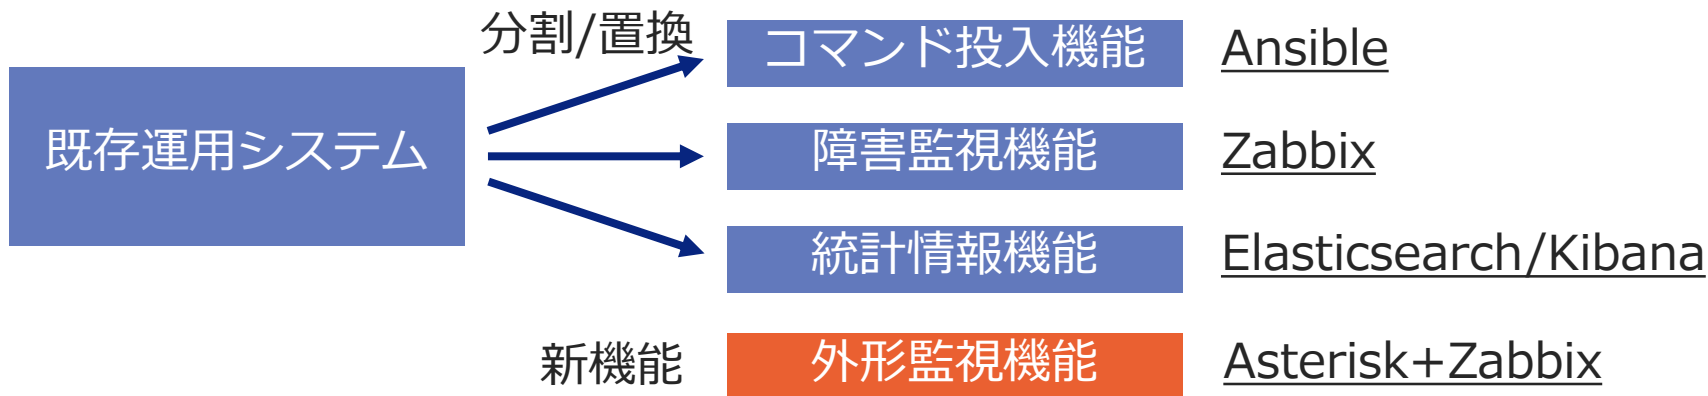 分割/置換
既存運用システム
コマンド投入機能 Ansible
障害監視機能 Zabbix
統計情報機能 Elasticsearch/Kibana
新機能 外形監視機能 Asterisk+Zabbix